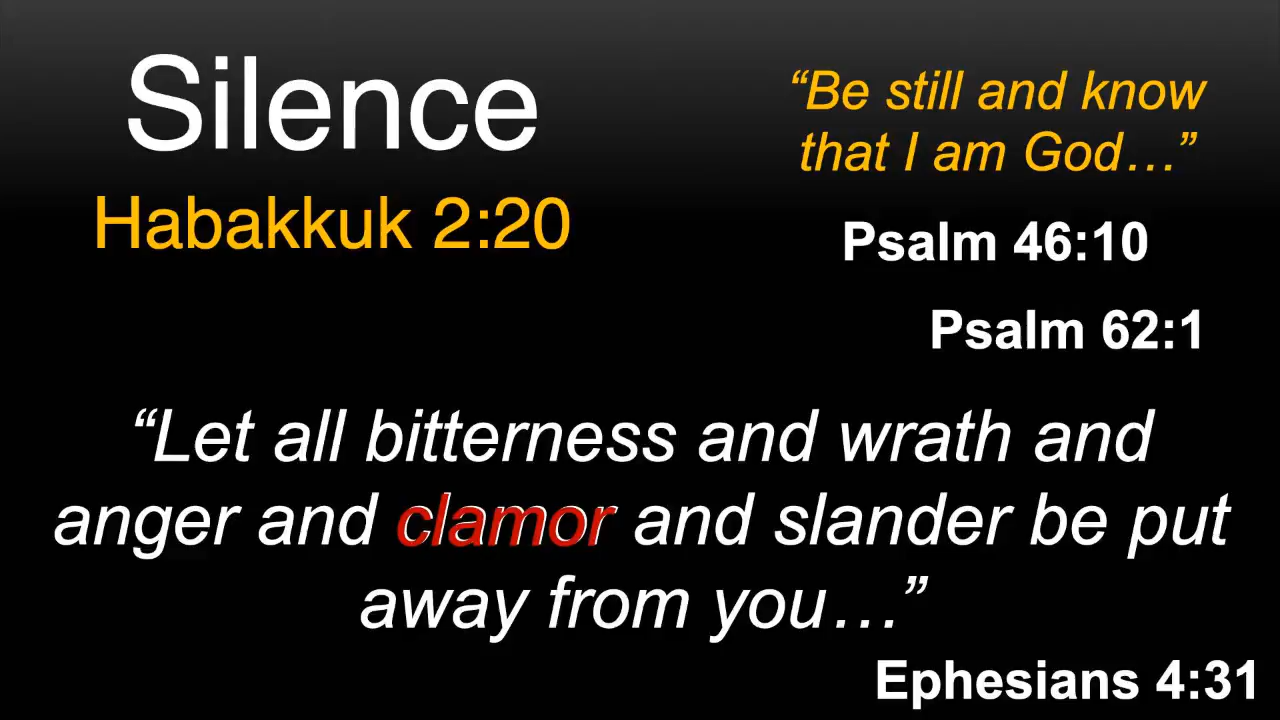 Silence
Habakkuk 2:20
“Be still and know
that I am God…”
Psalm 46:10
Psalm 62:1
“Let all bitterness and wrath and
anger and clamor and slander be put
away from you…”
Ephesians 4:31